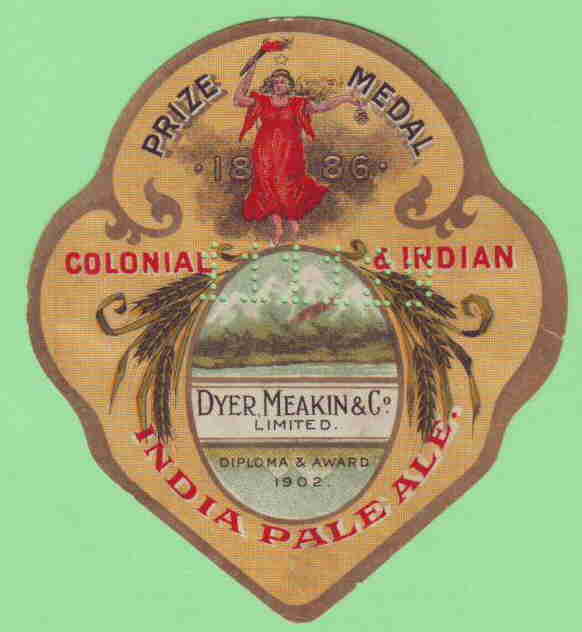 PRIZE MEDAL
· 1886 ·
COLONIAL & INDIAN
DYER, MEAKIN & Co
LIMITED.
DIPLOMA & AWARD
1902.
INDIA PALE ALE.